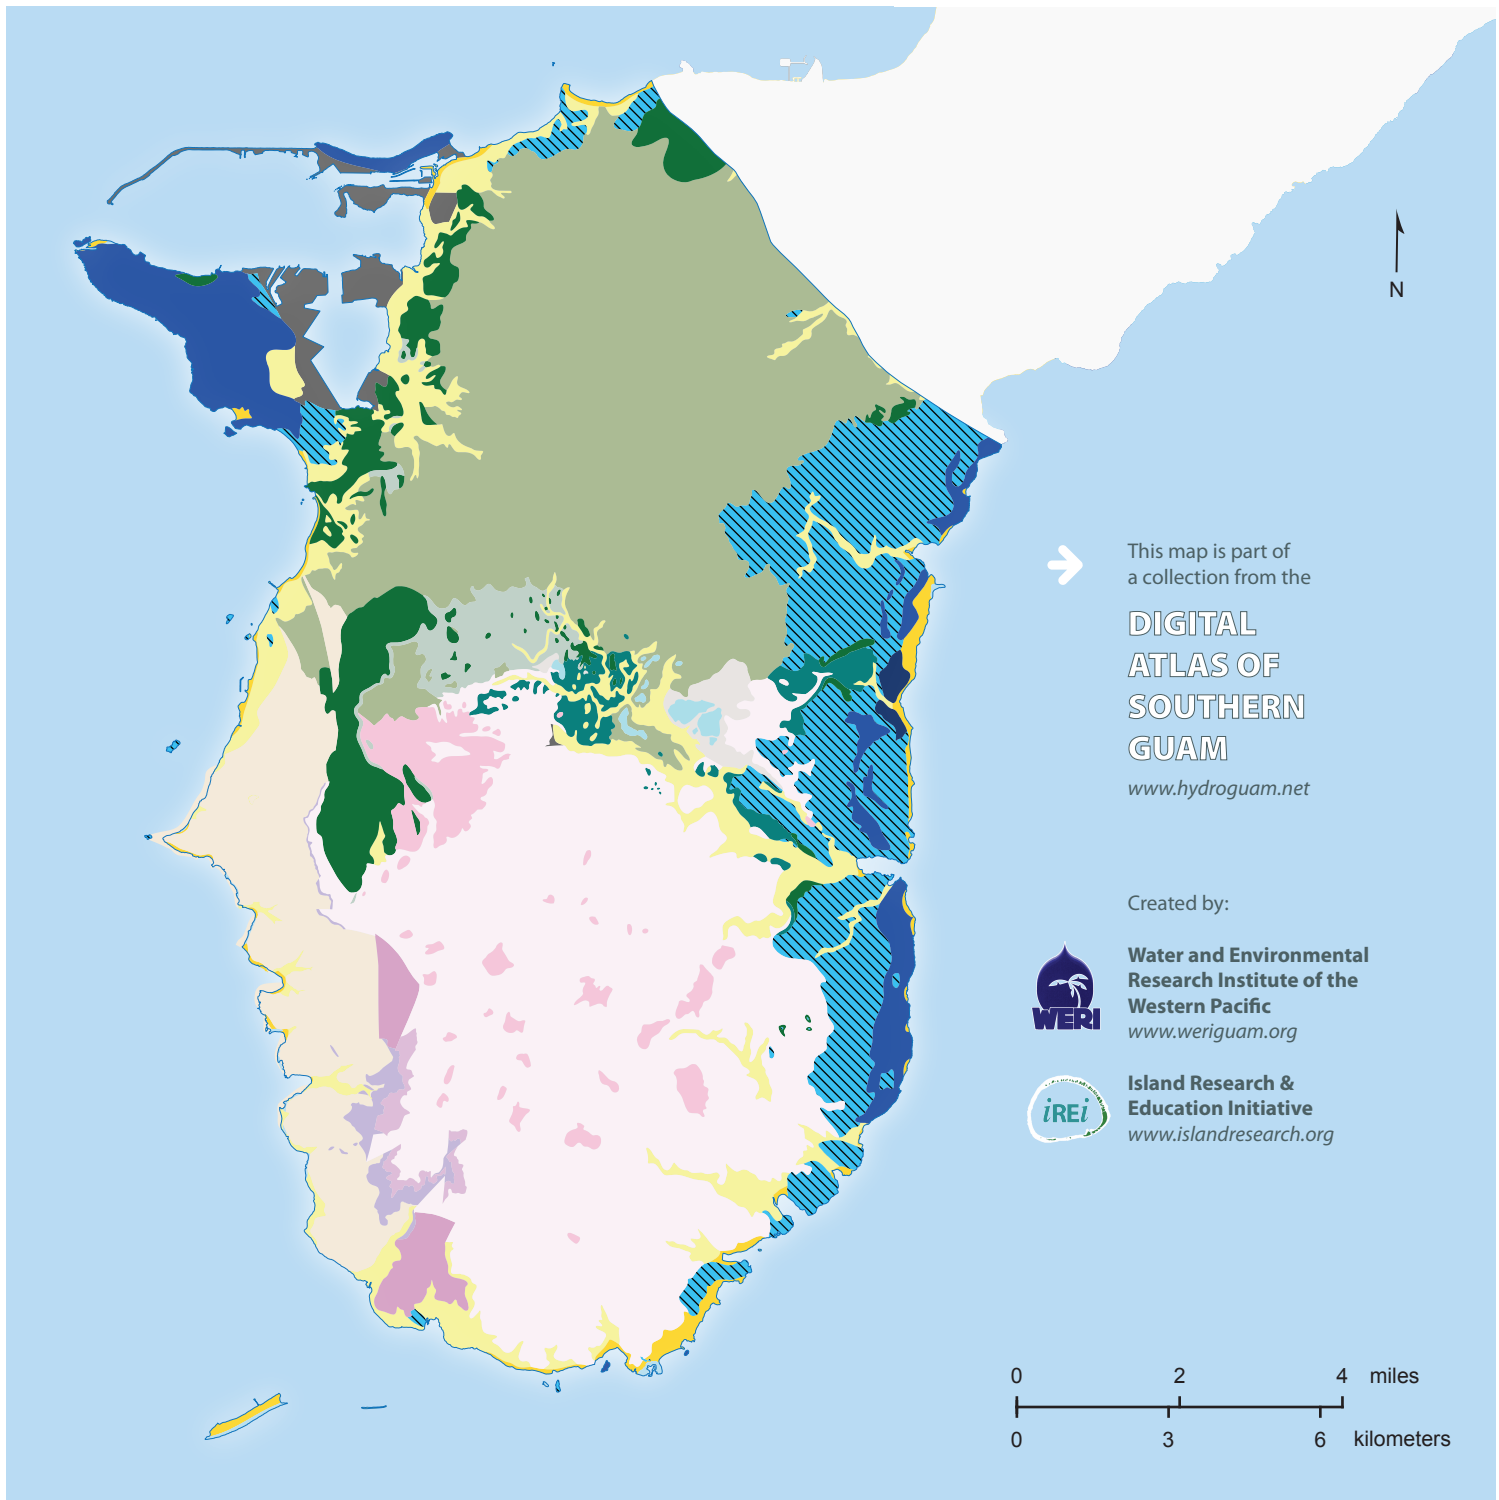 N
This map is part of
a collection from the
DIGITAL
ATLAS OF
SOUTHERN
GUAM
www.hydroguam.net
Created by:
Water and Environmental
Research Institute of the
Western Pacific
www.weriguam.org
WERI
Island Research &
Education Initiative
www.islandresearch.org
iREi
0 2 4 miles
0 3 6 kilometers